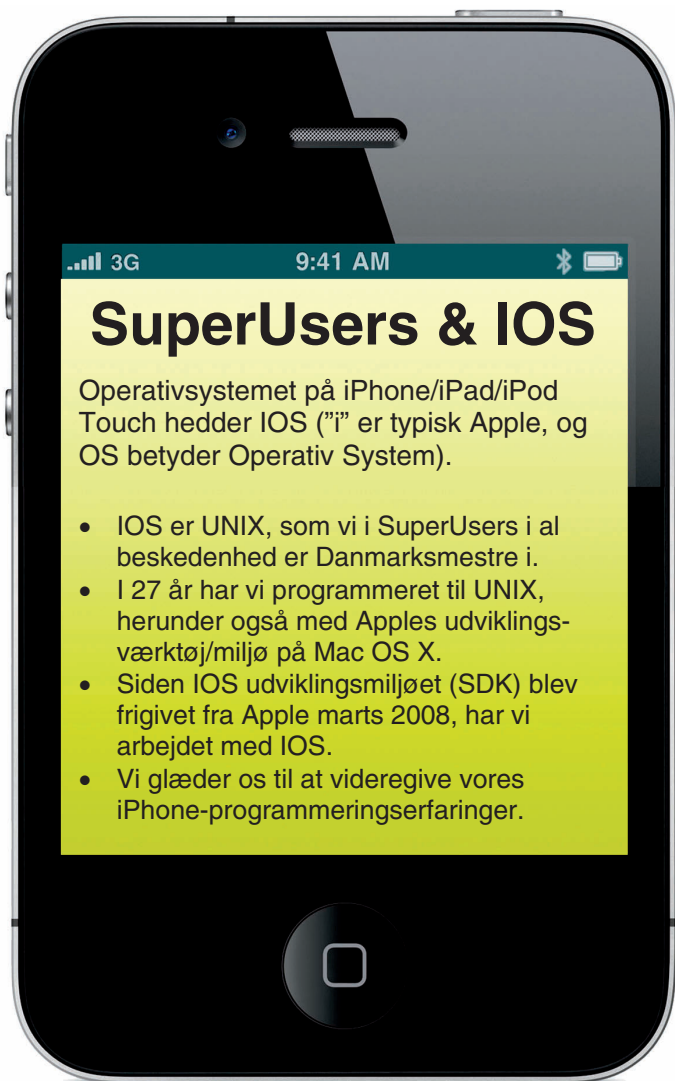 3G 9:41 AM
SuperUsers & IOS
Operativsystemet på iPhone/iPad/iPod
Touch hedder IOS (”i” er typisk Apple, og
OS betyder Operativ System).
• IOS er UNIX, som vi i SuperUsers i al
beskedenhed er Danmarksmestre i.
• I 27 år har vi programmeret til UNIX,
herunder også med Apples udviklings-
værktøj/miljø på Mac OS X.
• Siden IOS udviklingsmiljøet (SDK) blev
frigivet fra Apple marts 2008, har vi
arbejdet med IOS.
• Vi glæder os til at videregive vores
iPhone-programmeringserfaringer.